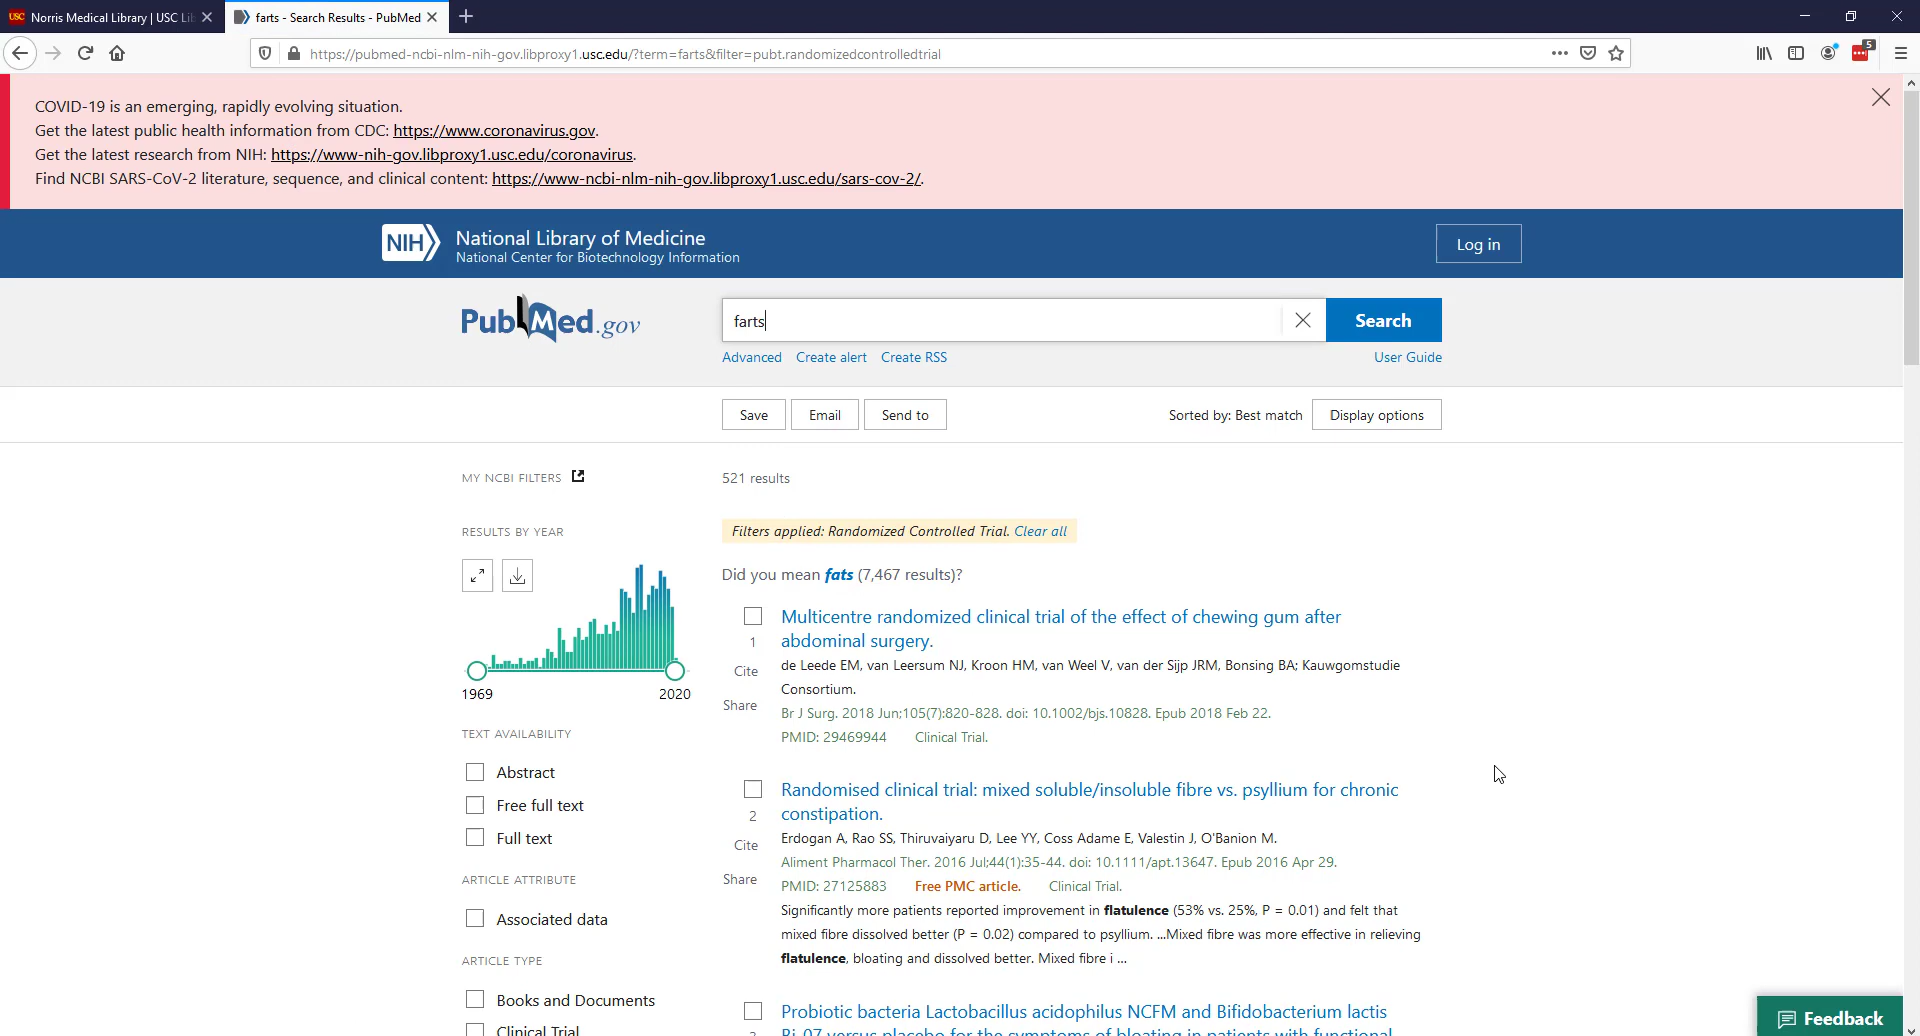 Norris Medical Library | USC Li
farts - Search Results - PubMed
https://pubmed-ncbi-nlm-nih-gov.libproxy1.usc.edu/?term=farts&filter=pubt.randomizedcontrolledtrial
5
COVID-19 is an emerging, rapidly evolving situation.
Get the latest public health information from CDC: https://www.coronavirus.gov.
Get the latest research from NIH: https://www-nih-gov.libproxy1.usc.edu/coronavirus.
Find NCBI SARS-CoV-2 literature, sequence, and clinical content: https://www-ncbi-nlm-nih-gov.libproxy1.usc.edu/sars-cov-2/.
NIH
National Library of Medicine
National Center for Biotechnology Information
Log in
PubMed.gov
farts
Search
Advanced Create alert Create RSS
User Guide
Save Email Send to
Sorted by: Best match
Display options
MY NCBI FILTERS
521 results
RESULTS BY YEAR
Filters applied: Randomized Controlled Trial. Clear all
1969 2020
Did you mean fats (7,467 results)?
Multicentre randomized clinical trial of the effect of chewing gum after
abdominal surgery.
1
Cite
Share
de Leede EM, van Leersum NJ, Kroon HM, van Weel V, van der Sijp JRM, Bonsing BA; Kauwgomstudie
Consortium.
Br J Surg. 2018 Jun;105(7):820-828. doi: 10.1002/bjs.10828. Epub 2018 Feb 22.
PMID: 29469944 Clinical Trial.
TEXT AVAILABILITY
Abstract
Free full text
Full text
ARTICLE ATTRIBUTE
Associated data
ARTICLE TYPE
Books and Documents
Clinical Trial
Randomised clinical trial: mixed soluble/insoluble fibre vs. psyllium for chronic
constipation.
2
Cite
Share
Erdogan A, Rao SS, Thiruvaiyaru D, Lee YY, Coss Adame E, Valestin J, O'Banion M.
Aliment Pharmacol Ther. 2016 Jul;44(1):35-44. doi: 10.1111/apt.13647. Epub 2016 Apr 29.
PMID: 27125883 Free PMC article. Clinical Trial.
Significantly more patients reported improvement in flatulence (53% vs. 25%, P = 0.01) and felt that
mixed fibre dissolved better (P = 0.02) compared to psyllium. ...Mixed fibre was more effective in relieving
flatulence, bloating and dissolved better. Mixed fibre i ...
Probiotic bacteria Lactobacillus acidophilus NCFM and Bifidobacterium lactis
Bi-07 versus placebo for the symptoms of bloating in patients with functional
Feedback